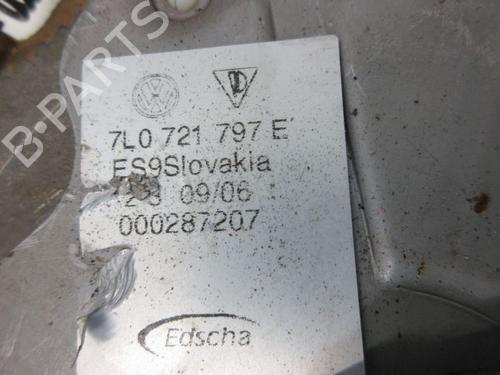 7L0 721 797 E
ES9Slovakia
09/06
000287207
Edscha
B-PARTS